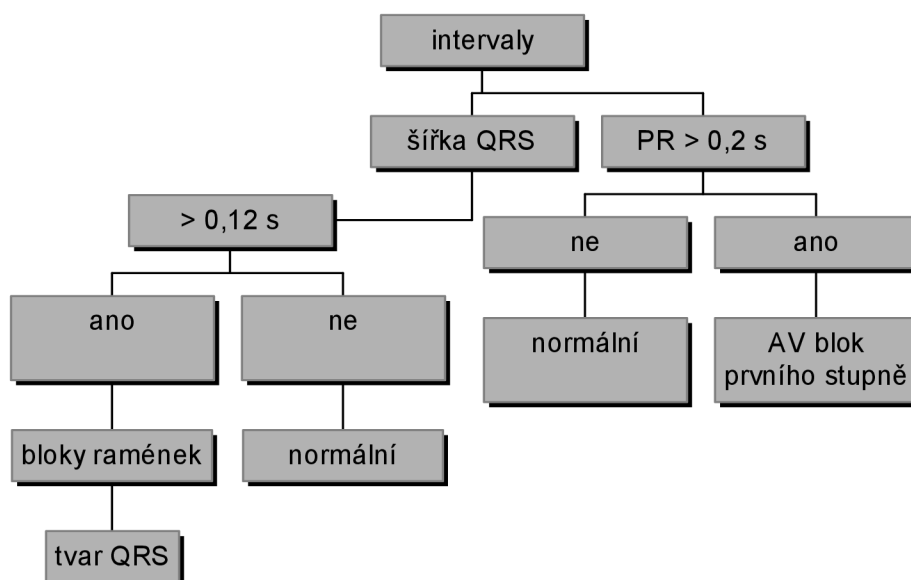 intervaly
šířka QRS
PR > 0,2 s
> 0,12 s
ne
ano
ano
ne
normální
AV blok
prvního stupně
bloky ramének
normální
tvar QRS